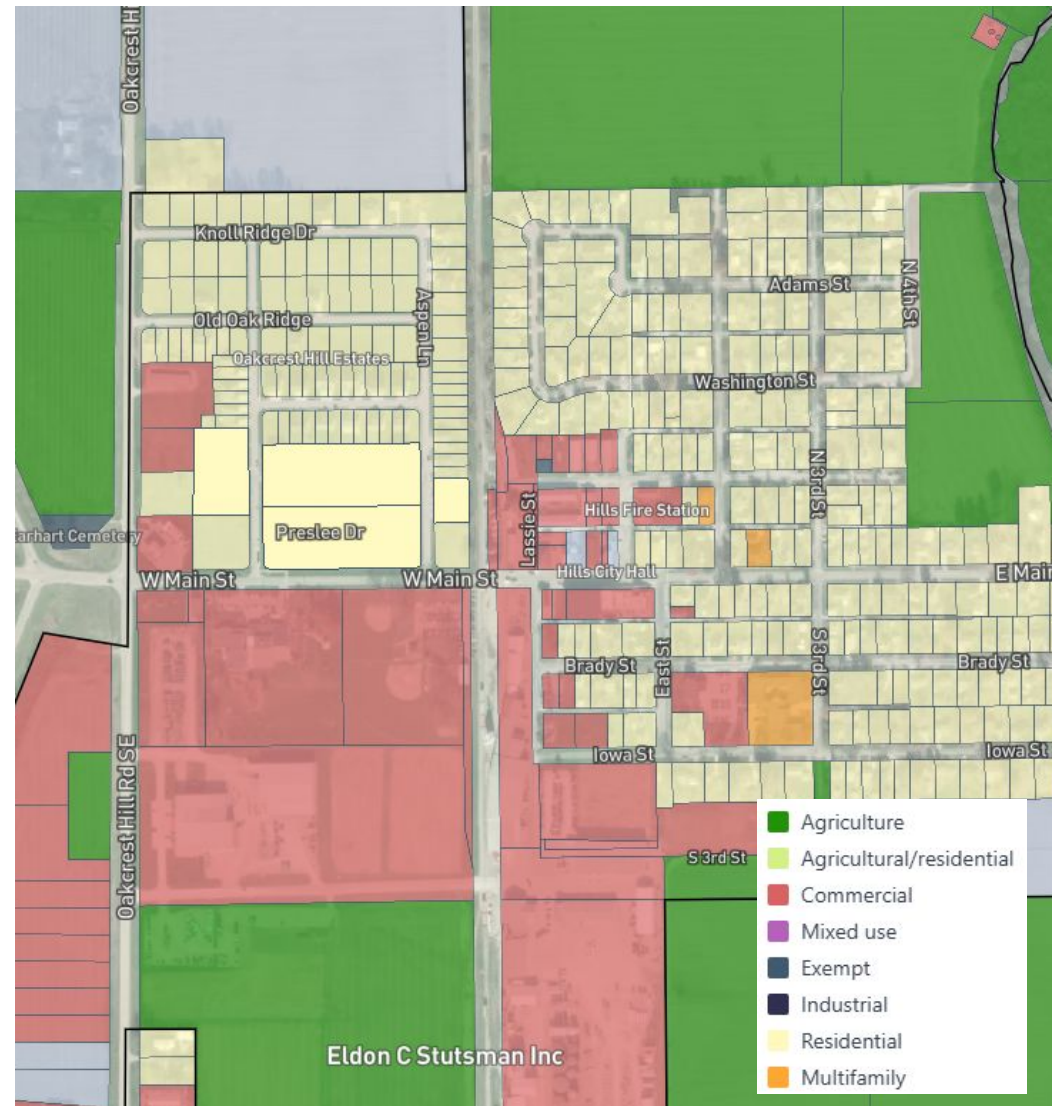 Oakcrest Hi
Knoll Ridge Dr
Adams St
N 4th St
Old Oak Ridge
Aspen Ln
Oakcrest Hill Estates
Washington St
N 3rd St
Lassie St
Hills Fire Station
Preslee Dr
arhart Cemetery
W Main St
W Main St
Hills City Hall
E Main
Brady St
East St
S 3rd St
Brady St
Iowa St
Iowa St
Oakcrest Hill Rd SE
S 3rd St
Eldon C Stutsman Inc
Agriculture
Agricultural/residential
Commercial
Mixed use
Exempt
Industrial
Residential
Multifamily